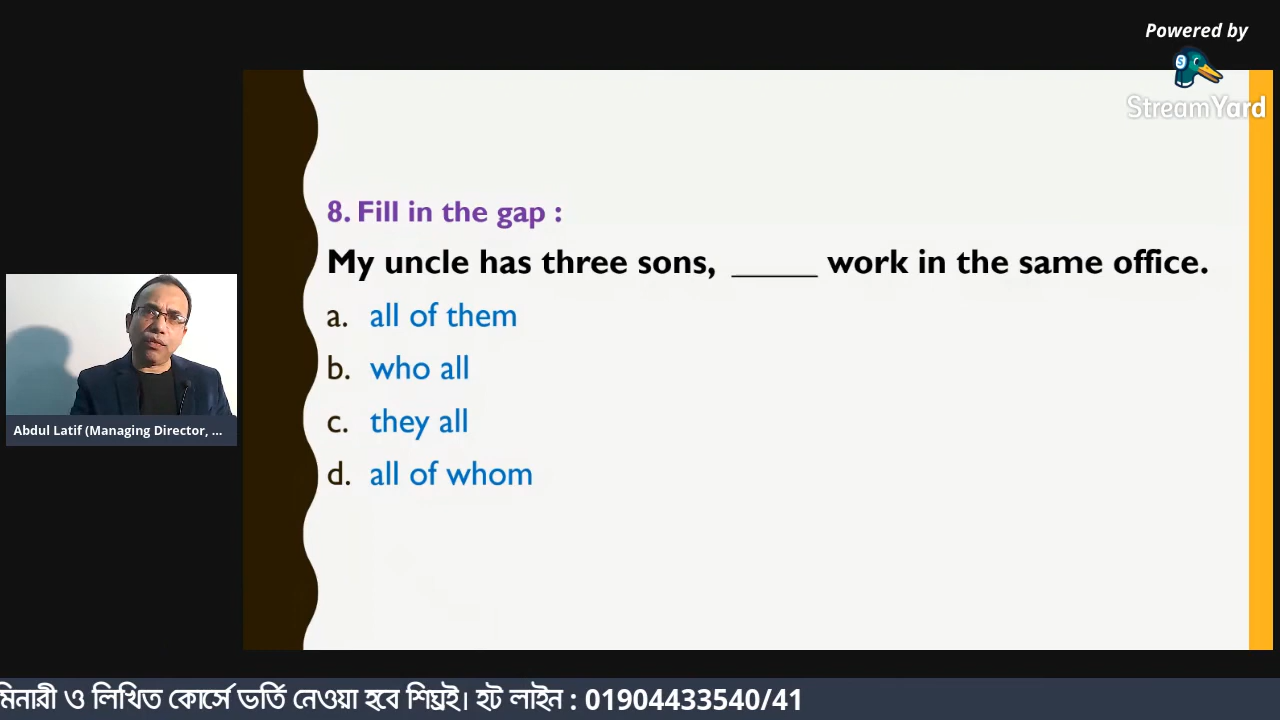 Powered by
StreamYard
8. Fill in the gap :
My uncle has three sons, _____ work in the same office.
a. all of them
b. who all
c. they all
d. all of whom
Abdul Latif (Managing Director, ...
মিনারী ও লিখিত কোর্সে ভর্তি নেওয়া হবে শিঘ্রই। হট লাইন : 01904433540/41